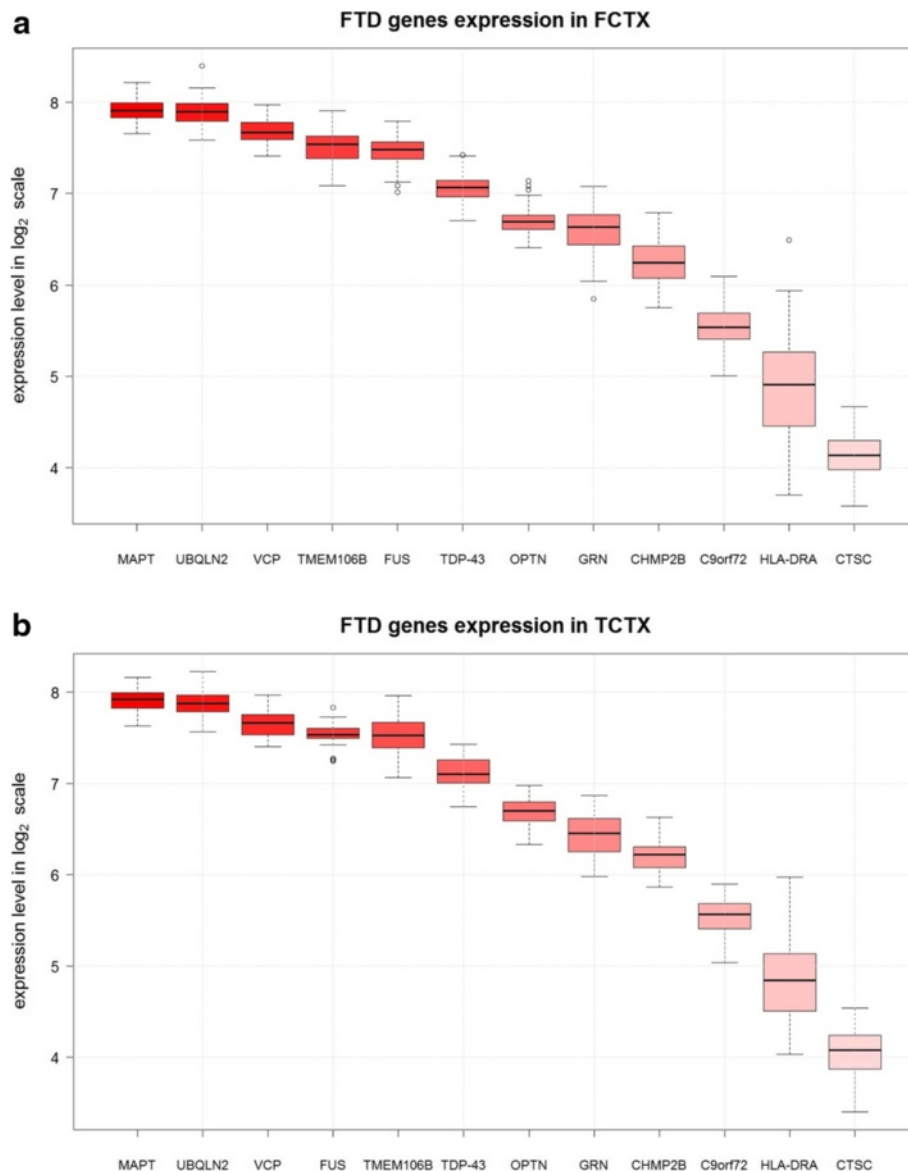 a
FTD genes expression in FCTX
expression level in log2 scale
8
7
6
5
4
MAPT UBQLN2 VCP TMEM106B FUS TDP-43 OPTN GRN CHMP2B C9orf72 HLA-DRA CTSC
b
FTD genes expression in TCTX
expression level in log2 scale
8
7
6
5
4
MAPT UBQLN2 VCP FUS TMEM106B TDP-43 OPTN GRN CHMP2B C9orf72 HLA-DRA CTSC